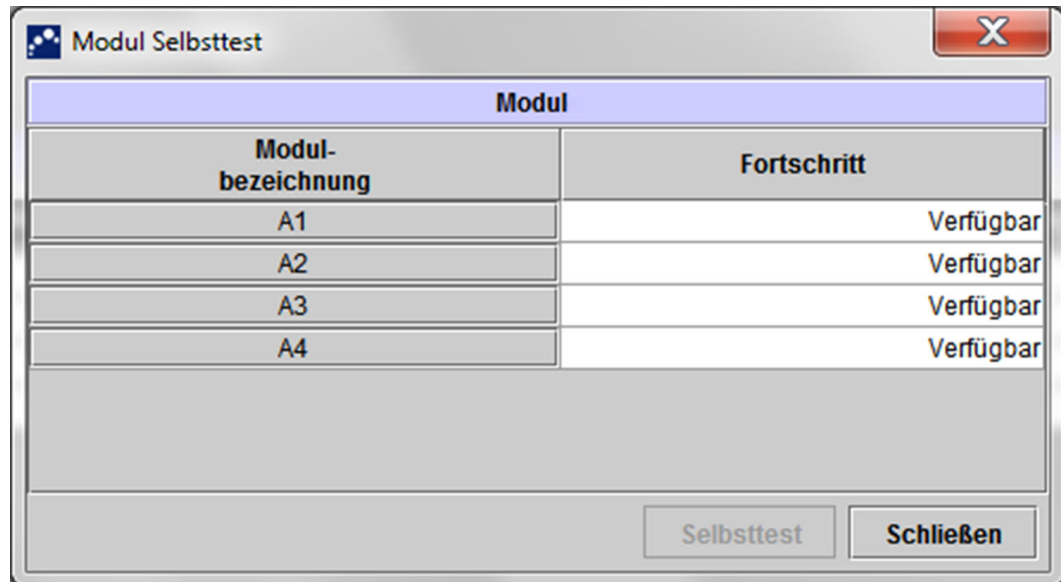 Modul Selbsttest
Modul
Modul-
bezeichnung
Fortschritt
A1 Verfügbar
A2 Verfügbar
A3 Verfügbar
A4 Verfügbar
Selbsttest Schließen